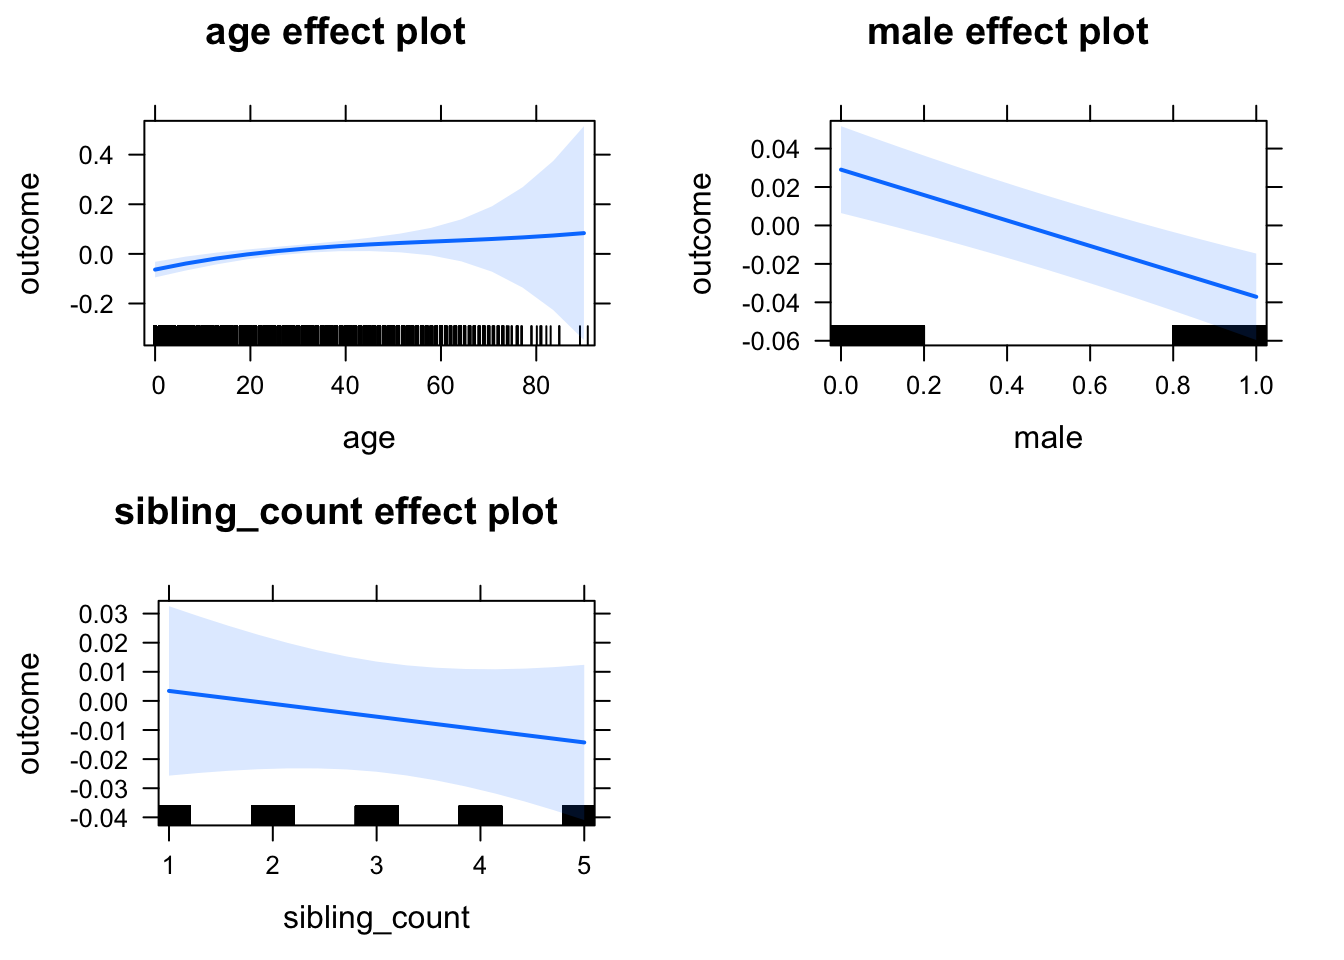 age effect plot
outcome
0.4
0.2
0.0
-0.2
0 20 40 60 80
age
male effect plot
outcome
0.04
0.02
0.00
-0.02
-0.04
-0.06
0.0 0.2 0.4 0.6 0.8 1.0
male
sibling_count effect plot
outcome
0.03
0.02
0.01
0.00
-0.01
-0.02
-0.03
-0.04
1 2 3 4 5
sibling_count